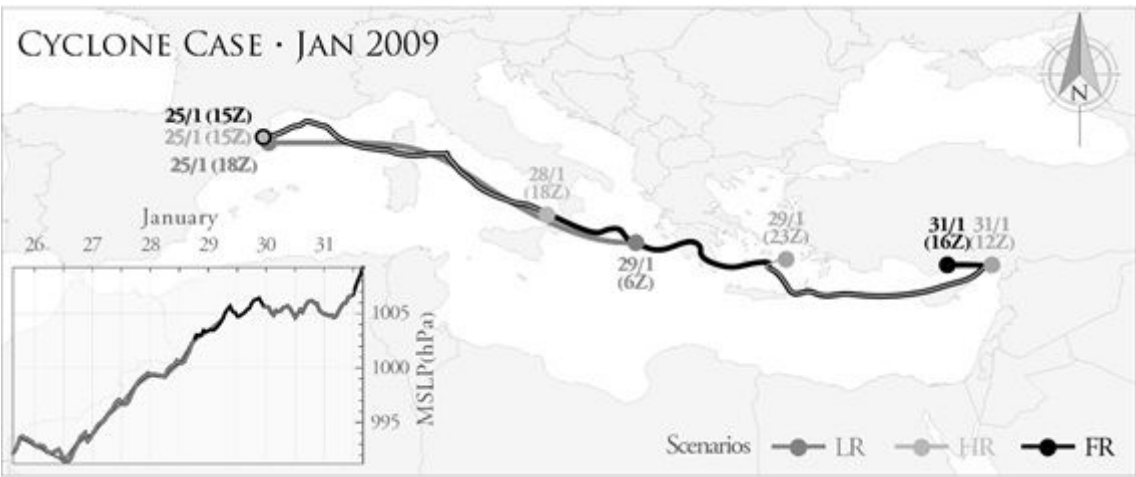 CYCLONE CASE · JAN 2009
N
25/1 (15Z)
25/1 (15Z)
25/1 (18Z)
28/1
(18Z)
29/1
(6Z)
29/1
(23Z)
31/1
(16Z)
31/1
(12Z)
January
26 27 28 29 30 31
1005
1000
995
MSLP(hPa)
Scenarios LR HR FR